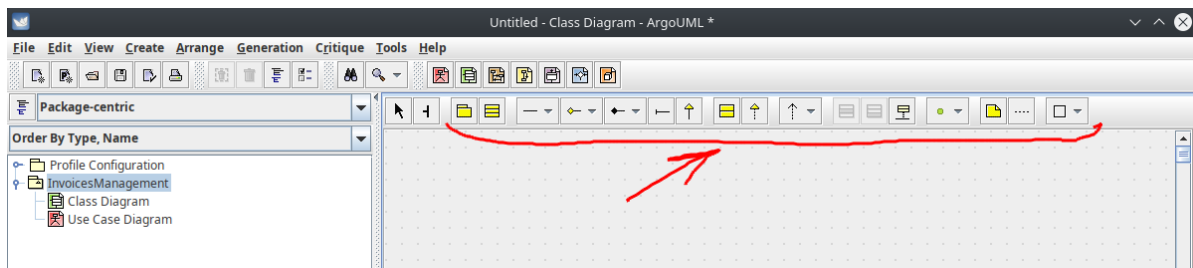 Untitled - Class Diagram - ArgoUML *
File Edit View Create Arrange Generation Critique Tools Help
Package-centric
Order By Type, Name
Profile Configuration
InvoicesManagement
Class Diagram
Use Case Diagram